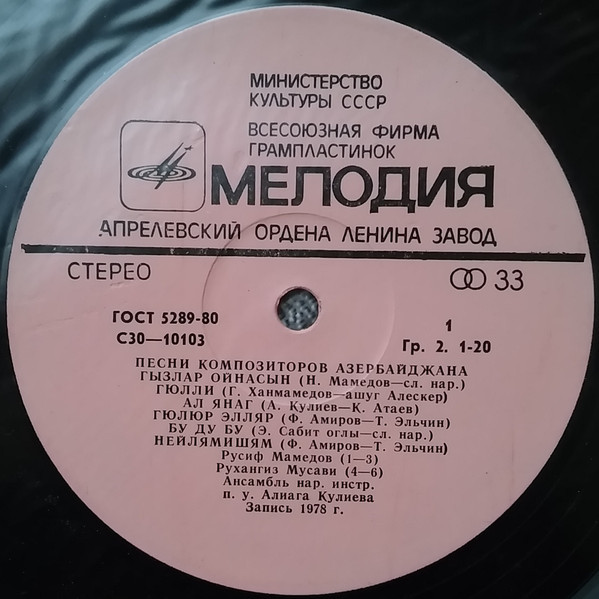 МИНИСТЕРСТВО
КУЛЬТУРЫ СССР
ВСЕСОЮЗНАЯ ФИРМА
ГРАМПЛАСТИНОК
МЕЛОДИЯ
АПРЕЛЕВСКИЙ ОРДЕНА ЛЕНИНА ЗАВОД
СТЕРЕО 33
ГОСТ 5289-80 1
С30—10103 Гр. 2. 1-20
ПЕСНИ КОМПОЗИТОРОВ АЗЕРБАЙДЖАНА
ГЫЗЛАР ОЙНАСЫН (Н. Мамедов—сл. нар.)
ГЮЛЛИ (Г. Ханмамедов—ашуг Алескер)
АЛ ЯНАГ (А. Кулиев—К. Атаев)
ГЮЛЮР ЭЛЛЯР (Ф. Амиров—Т. Эльчин)
БУ ДУ БУ (Э. Сабит оглы—сл. нар.)
НЕЙЛЯМИШЯМ (Ф. Амиров—Т. Эльчин)
Русиф Мамедов (1—3)
Рухангиз Мусави (4—6)
Ансамбль нар. инстр.
п. у. Алиага Кулиева
Запись 1978 г.